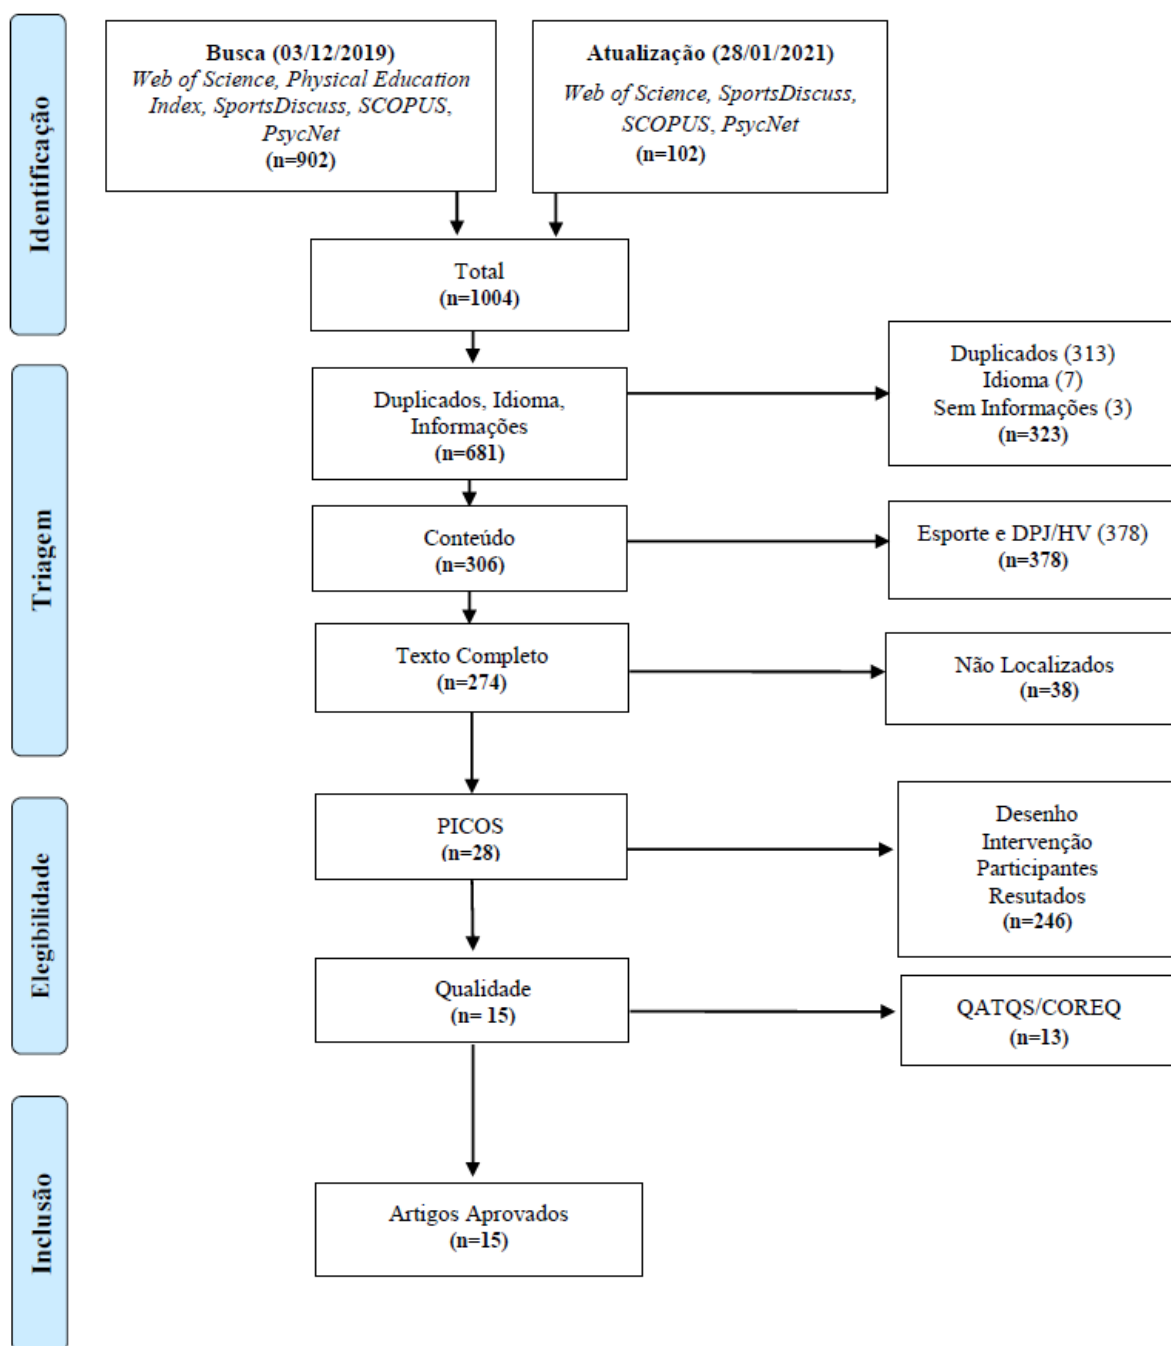 Identificação
Busca (03/12/2019)
Web of Science, Physical Education
Index, SportsDiscuss, SCOPUS,
PsycNet
(n=902)
Atualização (28/01/2021)
Web of Science, SportsDiscuss,
SCOPUS, PsycNet
(n=102)
Total
(n=1004)
Triagem
Duplicados, Idioma,
Informações
(n=681)
Duplicados (313)
Idioma (7)
Sem Informações (3)
(n=323)
Conteúdo
(n=306)
Esporte e DPJ/HV (378)
(n=378)
Texto Completo
(n=274)
Não Localizados
(n=38)
Elegibilidade
PICOS
(n=28)
Desenho
Intervenção
Participantes
Resutados
(n=246)
Qualidade
(n= 15)
QATQS/COREQ
(n=13)
Inclusão
Artigos Aprovados
(n=15)